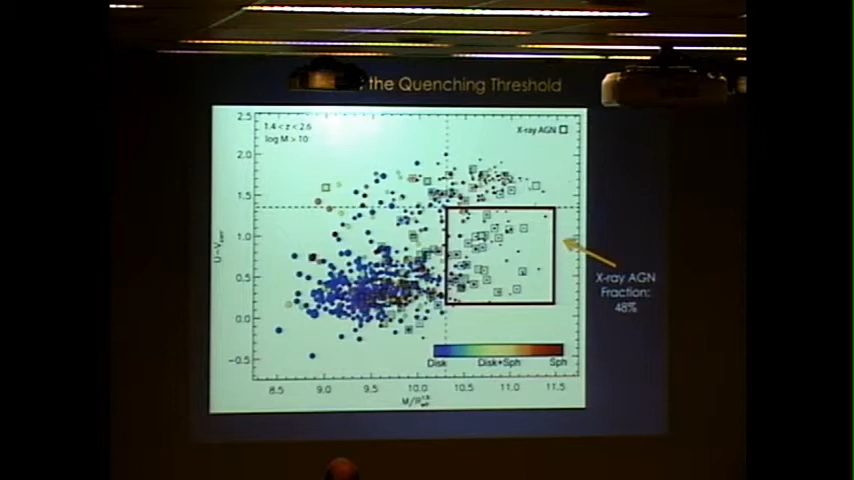 the Quenching Threshold
1.4 < z < 2.6
log M > 10
X-ray AGN
2.5
2.0
1.5
1.0
0.5
0.0
−0.5
8.5 9.0 9.5 10.0 10.5 11.0 11.5
Disk Disk+Sph Sph
X-ray AGN
Fraction:
48%